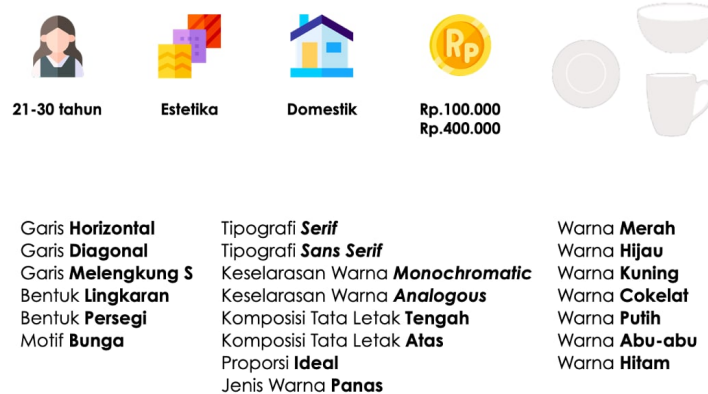 Rp
21-30 tahun
Estetika
Domestik
Rp.100.000
Rp.400.000
Garis Horizontal
Garis Diagonal
Garis Melengkung S
Bentuk Lingkaran
Bentuk Persegi
Motif Bunga
Tipografi Serif
Tipografi Sans Serif
Keselarasan Warna Monochromatic
Keselarasan Warna Analogous
Komposisi Tata Letak Tengah
Komposisi Tata Letak Atas
Proporsi Ideal
Jenis Warna Panas
Warna Merah
Warna Hijau
Warna Kuning
Warna Cokelat
Warna Putih
Warna Abu-abu
Warna Hitam